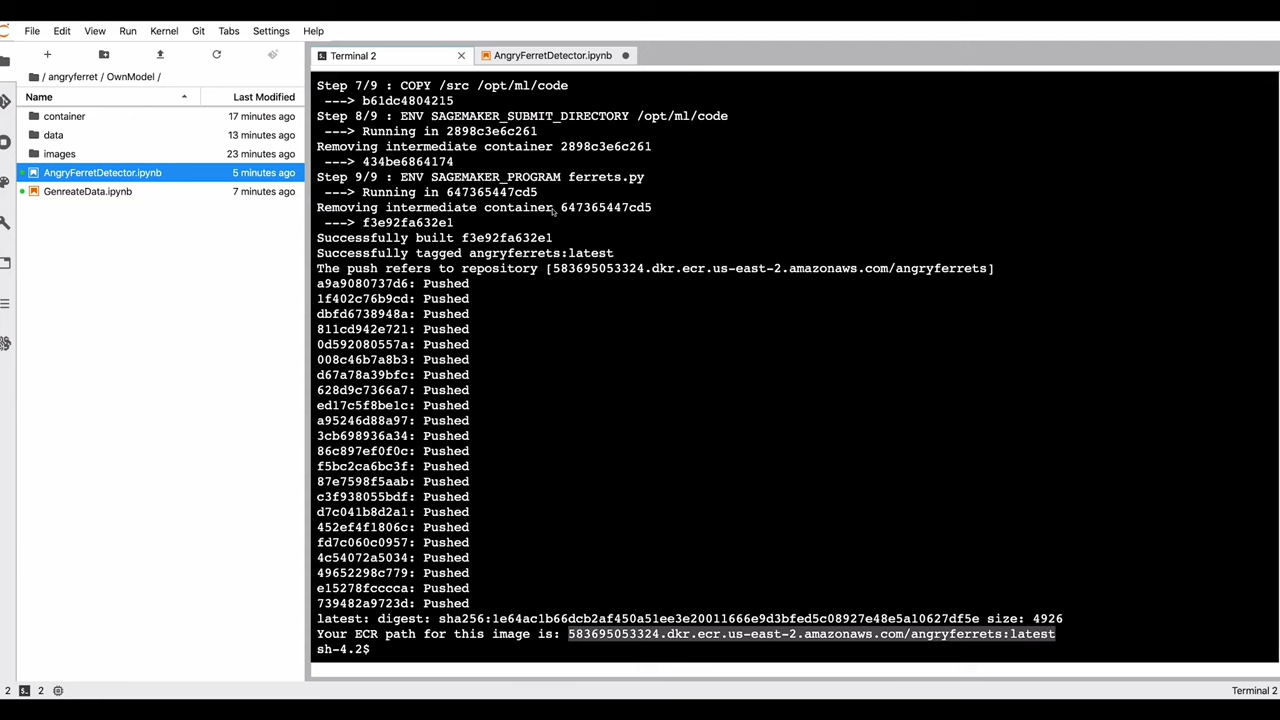 File Edit View Run Kernel Git Tabs Settings Help
Terminal 2
AngryFerretDetector.ipynb
/ angryferret / OwnModel /
Name Last Modified
container 17 minutes ago
data 13 minutes ago
images 23 minutes ago
AngryFerretDetector.ipynb 5 minutes ago
GenreateData.ipynb 7 minutes ago
Step 7/9 : COPY /src /opt/ml/code
---> b61dc4804215
Step 8/9 : ENV SAGEMAKER_SUBMIT_DIRECTORY /opt/ml/code
---> Running in 2898c3e6c261
Removing intermediate container 2898c3e6c261
---> 434be6864174
Step 9/9 : ENV SAGEMAKER_PROGRAM ferrets.py
---> Running in 647365447cd5
Removing intermediate container 647365447cd5
---> f3e92fa632e1
Successfully built f3e92fa632e1
Successfully tagged angryferrets:latest
The push refers to repository [583695053324.dkr.ecr.us-east-2.amazonaws.com/angryferrets]
a9a9080737d6: Pushed
1f402c76b9cd: Pushed
dbfd6738948a: Pushed
811cd942e721: Pushed
0d592080557a: Pushed
008c46b7a8b3: Pushed
d67a78a39bfc: Pushed
628d9c7366a7: Pushed
ed17c5f8be1c: Pushed
a95246d88a97: Pushed
3cb698936a34: Pushed
86c897ef0f0c: Pushed
f5bc2ca6bc3f: Pushed
87e7598f5aab: Pushed
c3f938055bdf: Pushed
d7c041b8d2a1: Pushed
452ef4f1806c: Pushed
fd7c060c0957: Pushed
4c54072a5034: Pushed
49652298c779: Pushed
e15278fcccca: Pushed
739482a9723d: Pushed
latest: digest: sha256:1e64ac1b66dcb2af450a51ee3e20011666e9d3bfed5c08927e48e5a10627df5e size: 4926
Your ECR path for this image is: 583695053324.dkr.ecr.us-east-2.amazonaws.com/angryferrets:latest
sh-4.2$
2 2 Terminal 2